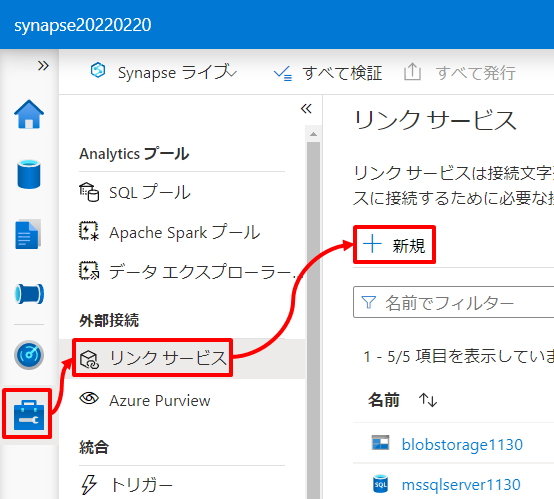 synapse20220220
Synapse ライブ
すべて検証
すべて発行
Analytics プール
SQL プール
Apache Spark プール
データ エクスプローラー...
外部接続
リンク サービス
Azure Purview
統合
トリガー
リンク サービス
リンク サービスは接続文字
スに接続するために必要な
新規
名前でフィルター
1 - 5/5 項目を表示していま
名前
blobstorage1130
SQL
mssqlserver1130